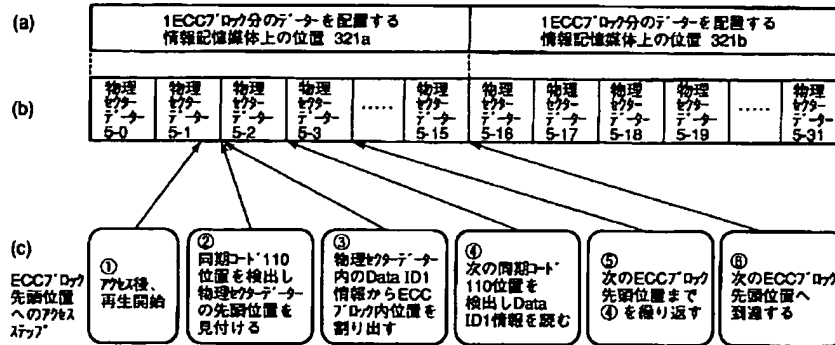 (a)
1ECCブロック分のデーターを配置する
情報記憶媒体上の位置 321a
1ECCブロック分のデーターを配置する
情報記憶媒体上の位置 321b
(b)
物理
セクター
データー
5-0
物理
セクター
データー
5-1
物理
セクター
データー
5-2
物理
セクター
データー
5-3
.....
物理
セクター
データー
5-15
物理
セクター
データー
5-16
物理
セクター
データー
5-17
物理
セクター
データー
5-18
物理
セクター
データー
5-19
.....
物理
セクター
データー
5-31
(c)
ECCブロック
先頭位置
へのアクセス
ステップ
①
アクセス後、
再生開始
②
同期コード110
位置を検出し
物理セクターデーター
の先頭位置を
見付ける
③
物理セクターデーター
内のData ID1
情報からECC
ブロック内位置を
割り出す
④
次の同期コード
110位置を
検出しData
ID1情報を読む
⑤
次のECCブロック
先頭位置まで
④を繰り返す
⑥
次のECCブロック
先頭位置へ
到達する